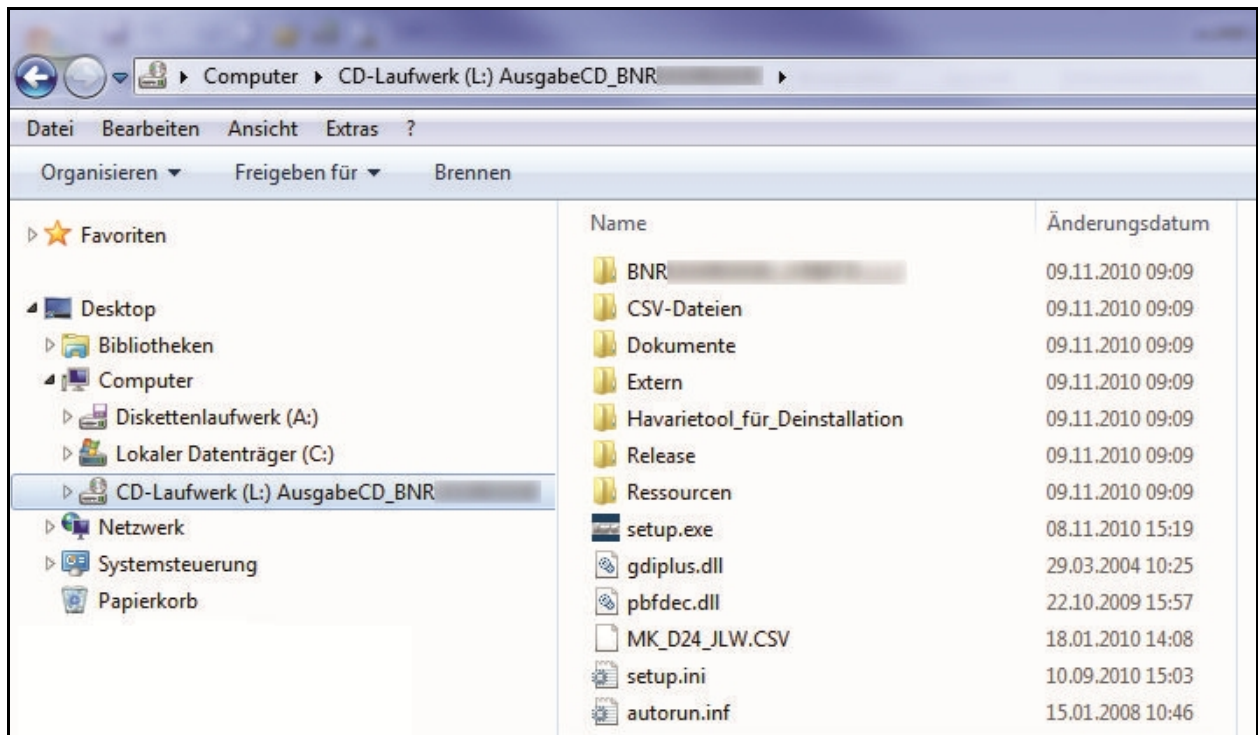 Computer CD-Laufwerk (L:) AusgabeCD_BNR
Datei Bearbeiten Ansicht Extras ?
Organisieren Freigeben für Brennen
Favoriten
Desktop
Bibliotheken
Computer
Diskettenlaufwerk (A:)
Lokaler Datenträger (C:)
CD-Laufwerk (L:) AusgabeCD_BNR
Netzwerk
Systemsteuerung
Papierkorb
Name Änderungsdatum
BNR 09.11.2010 09:09
CSV-Dateien 09.11.2010 09:09
Dokumente 09.11.2010 09:09
Extern 09.11.2010 09:09
Havarietool_für_Deinstallation 09.11.2010 09:09
Release 09.11.2010 09:09
Ressourcen 09.11.2010 09:09
setup.exe 08.11.2010 15:19
gdiplus.dll 29.03.2004 10:25
pbfdec.dll 22.10.2009 15:57
MK_D24_JLW.CSV 18.01.2010 14:08
setup.ini 10.09.2010 15:03
autorun.inf 15.01.2008 10:46